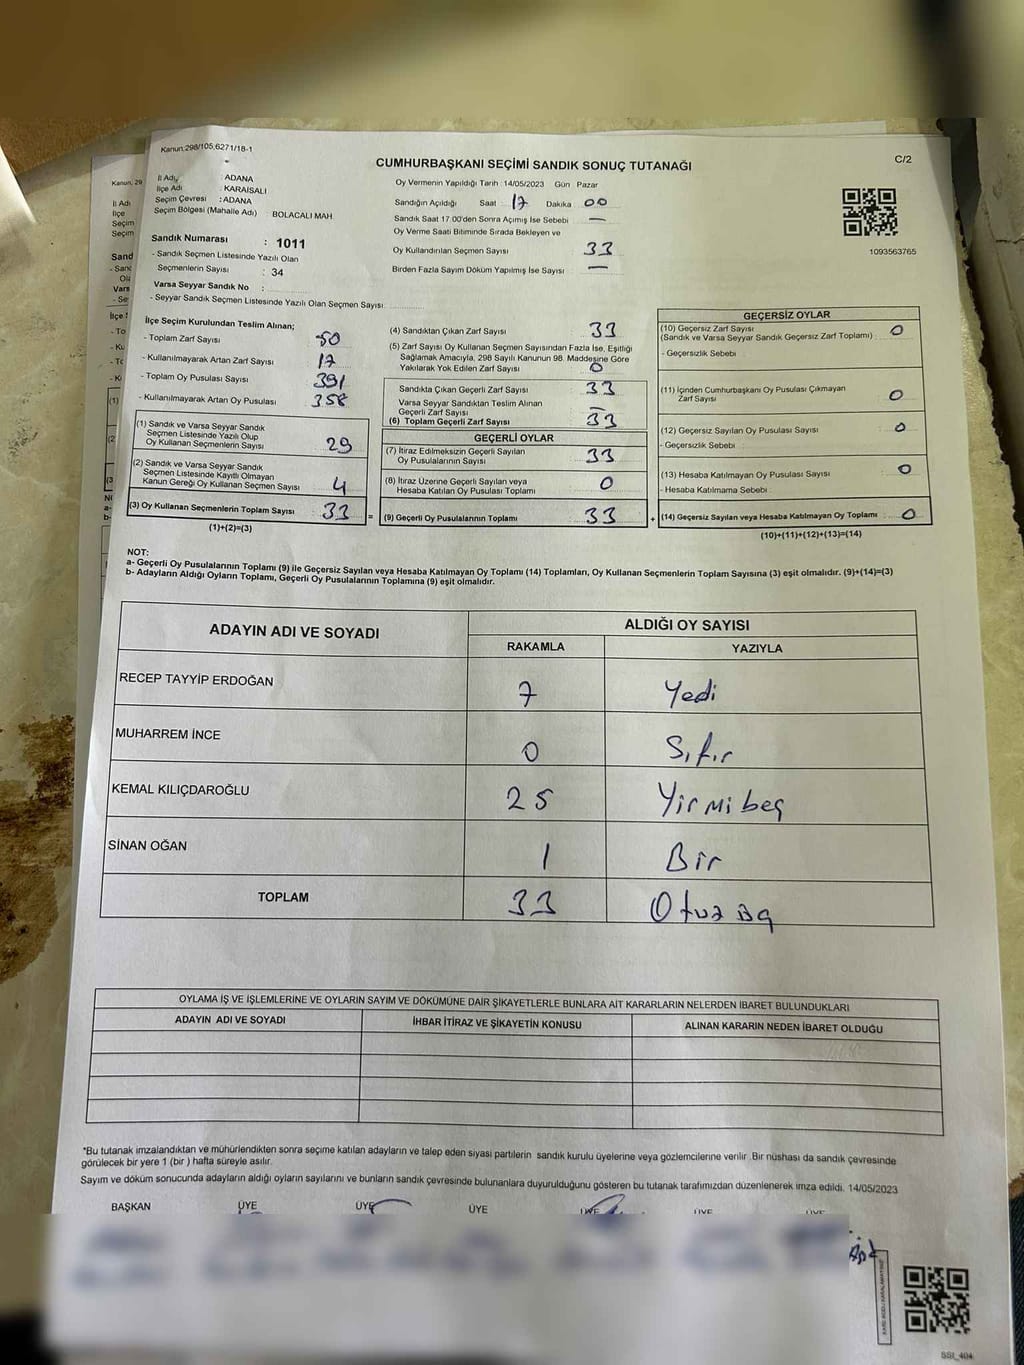 Kanun 298/105,6271/18-1
C/2
CUMHURBAŞKANI SEÇİMİ SANDIK SONUÇ TUTANAĞI
İl Adı : ADANA
İlçe Adı : KARAİSALI
Seçim Çevresi : ADANA
Seçim Bölgesi (Mahalle Adı) : BOLACALI MAH.
Sandık Numarası : 1011
- Sandık Seçmen Listesinde Yazılı Olan
Seçmenlerin Sayısı : 34
Varsa Seyyar Sandık No :
- Seyyar Sandık Seçmen Listesinde Yazılı Olan Seçmen Sayısı
Oy Vermenin Yapıldığı Tarih : 14/05/2023 Gün Pazar
Sandığın Açıldığı Saat : 17 Dakika 00
Sandık Saat 17.00'den Sonra Açılmış İse Sebebi —
Oy Verme Saati Bitiminde Sırada Bekleyen ve
Oy Kullandırılan Seçmen Sayısı 33
Birden Fazla Sayım Döküm Yapılmış İse Sayısı —
1093563765
İlçe Seçim Kurulundan Teslim Alınan;
- Toplam Zarf Sayısı 50
- Kullanılmayarak Artan Zarf Sayısı 17
- Toplam Oy Pusulası Sayısı 391
- Kullanılmayarak Artan Oy Pusulası 358
(1) Sandık ve Varsa Seyyar Sandık
Seçmen Listesinde Yazılı Olup
Oy Kullanan Seçmenlerin Sayısı 29
(2) Sandık ve Varsa Seyyar Sandık
Seçmen Listesinde Kayıtlı Olmayan
Kanun Gereği Oy Kullanan Seçmen Sayısı 4
(3) Oy Kullanan Seçmenlerin Toplam Sayısı 33
(1)+(2)=(3)
(4) Sandıktan Çıkan Zarf Sayısı : 33
(5) Zarf Sayısı Oy Kullanan Seçmen Sayısından Fazla İse, Eşitliği
Sağlamak Amacıyla, 298 Sayılı Kanunun 98. Maddesine Göre
Yakılarak Yok Edilen Zarf Sayısı 0
Sandıkta Çıkan Geçerli Zarf Sayısı 33
Varsa Seyyar Sandıktan Teslim Alınan
Geçerli Zarf Sayısı —
(6) Toplam Geçerli Zarf Sayısı 33
GEÇERLİ OYLAR
(7) İtiraz Edilmeksizin Geçerli Sayılan
Oy Pusulalarının Sayısı 33
(8) İtiraz Üzerine Geçerli Sayılan veya
Hesaba Katılan Oy Pusulası Toplamı 0
= (9) Geçerli Oy Pusulalarının Toplamı 33
GEÇERSİZ OYLAR
(10) Geçersiz Zarf Sayısı 0
(Sandık ve Varsa Seyyar Sandık Geçersiz Zarf Toplamı)
- Geçersizlik Sebebi
(11) İçinden Cumhurbaşkanı Oy Pusulası Çıkmayan
Zarf Sayısı 0
(12) Geçersiz Sayılan Oy Pusulası Sayısı 0
- Geçersizlik Sebebi
(13) Hesaba Katılmayan Oy Pusulası Sayısı 0
- Hesaba Katılmama Sebebi
+ (14) Geçersiz Sayılan veya Hesaba Katılmayan Oy Toplamı 0
(10)+(11)+(12)+(13)=(14)
NOT:
a- Geçerli Oy Pusulalarının Toplamı (9) ile Geçersiz Sayılan veya Hesaba Katılmayan Oy Toplamı (14) Toplamları, Oy Kullanan Seçmenlerin Toplam Sayısına (3) eşit olmalıdır. (9)+(14)=(3)
b- Adayların Aldığı Oyların Toplamı, Geçerli Oy Pusulalarının Toplamına (9) eşit olmalıdır.
ADAYIN ADI VE SOYADI ALDIĞI OY SAYISI
RAKAMLA YAZIYLA
RECEP TAYYİP ERDOĞAN 7 Yedi
MUHARREM İNCE 0 Sıfır
KEMAL KILIÇDAROĞLU 25 Yirmi beş
SİNAN OĞAN 1 Bir
TOPLAM 33 Otuz üç
OYLAMA İŞ VE İŞLEMLERİNE VE OYLARIN SAYIM VE DÖKÜMÜNE DAİR ŞİKAYETLERLE BUNLARA AİT KARARLARIN NELERDEN İBARET BULUNDUKLARI
ADAYIN ADI VE SOYADI İHBAR İTİRAZ VE ŞİKAYETİN KONUSU ALINAN KARARIN NEDEN İBARET OLDUĞU
*Bu tutanak imzalandıktan ve mühürlendikten sonra seçime katılan adayların ve talep eden siyasi partilerin sandık kurulu üyelerine veya gözlemcilerine verilir. Bir nüshası da sandık çevresinde
görülecek bir yere 1 (bir) hafta süreyle asılır.
Sayım ve döküm sonucunda adayların aldığı oyların sayılarını ve bunların sandık çevresinde bulunanlara duyurulduğunu gösteren bu tutanak tarafımızdan düzenlenerek imza edildi. 14/05/2023
BAŞKAN ÜYE ÜYE ÜYE ÜYE ÜYE ÜYE